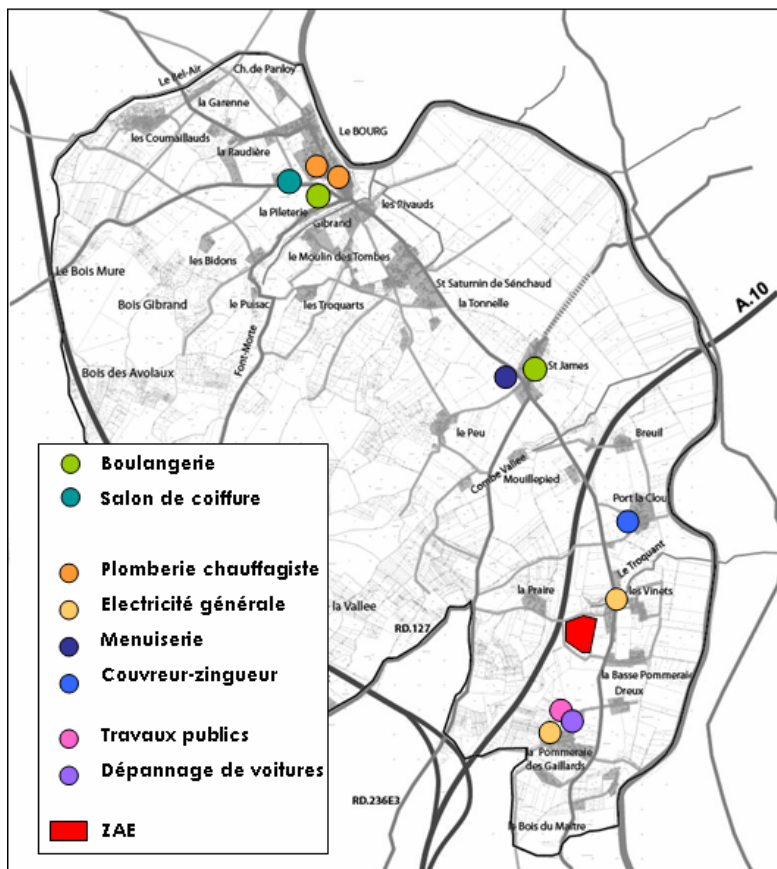 Le Bel-Air
Ch. de Panloy
la Garenne
Le BOURG
les Coumaillauds
la Raudière
la Pileterie
les Rivauds
Gibrand
les Bidons
le Moulin des Tombes
Le Bois Mure
St Saturnin de Sénchaud
Bois Gibrand
le Puisac
les Troquarts
la Tonnelle
A.10
Font-Morte
St James
Bois des Avolaux
le Peu
Breuil
Combe Vallee
Mouillepied
Port la Clou
Le Troquant
la Praire
les Vinets
la Vallee
RD.127
la Basse Pommeraie
Dreux
la Pommeraie
des Gaillards
RD.236E3
le Bois du Maitre
Boulangerie
Salon de coiffure
Plomberie chauffagiste
Electricité générale
Menuiserie
Couvreur-zingueur
Travaux publics
Dépannage de voitures
ZAE